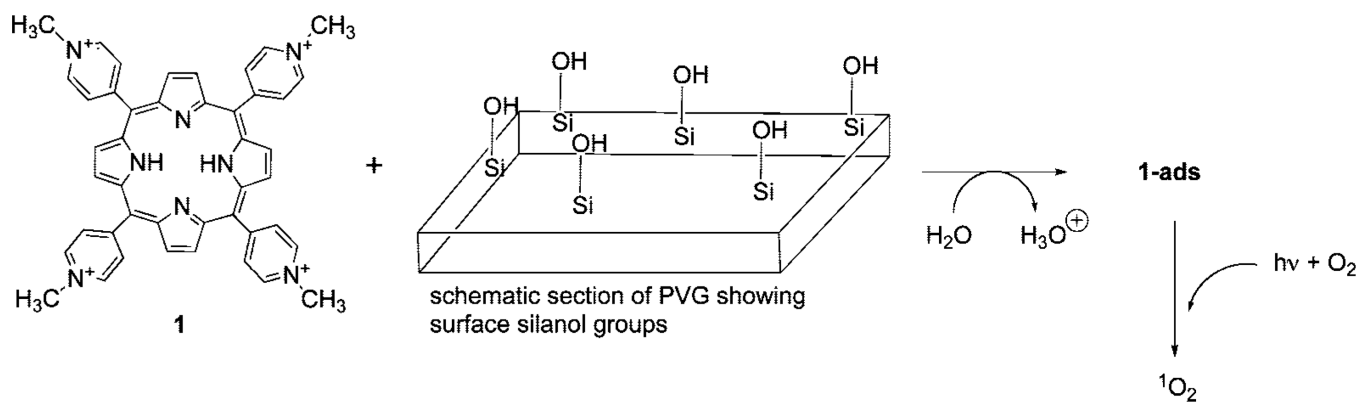 CH₃
CH₃
N⁺
N⁺
N
NH
HN
N
N⁺
N⁺
H₃C
CH₃
1
+
OH
OH
OH
OH
OH
OH
Si
Si
Si
Si
Si
Si
schematic section of PVG showing
surface silanol groups
H₂O
H₃O⊕
1-ads
hν + O₂
¹O₂